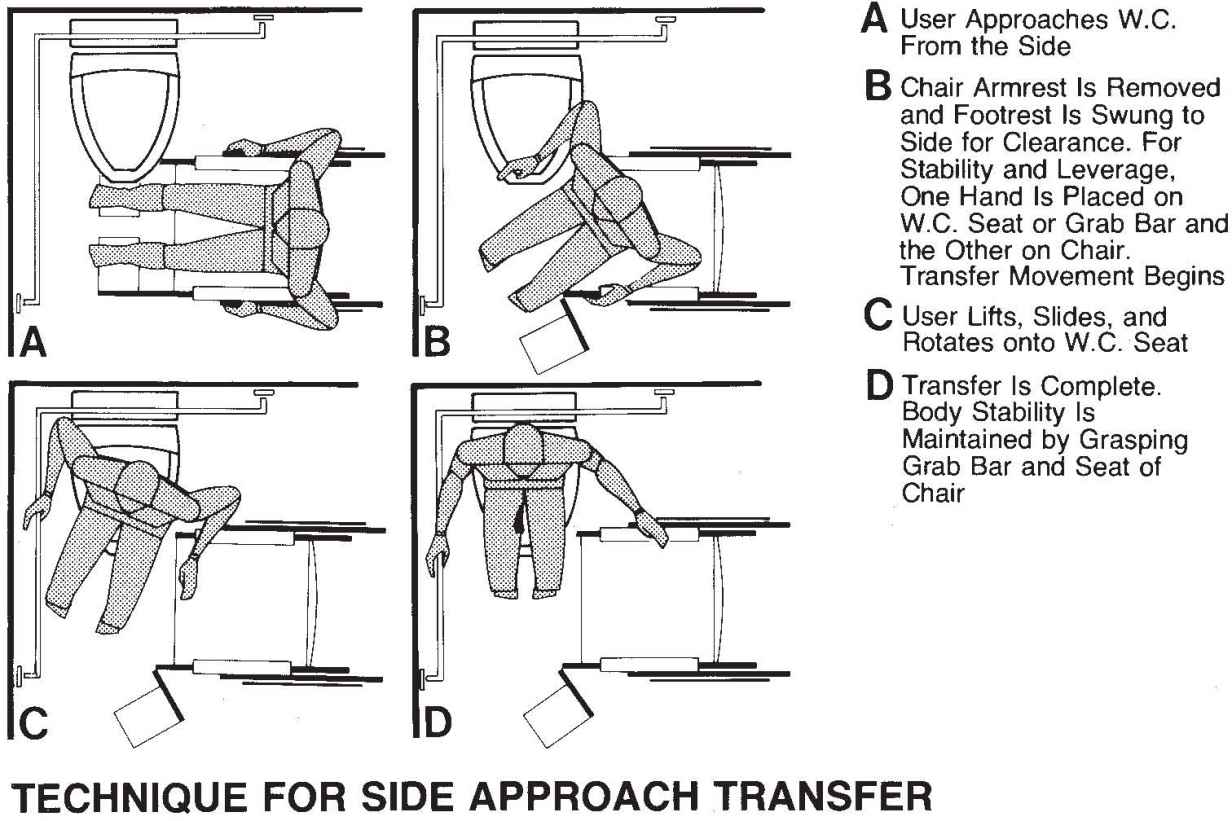 A User Approaches W.C.
From the Side
B Chair Armrest Is Removed
and Footrest Is Swung to
Side for Clearance. For
Stability and Leverage,
One Hand Is Placed on
W.C. Seat or Grab Bar and
the Other on Chair.
Transfer Movement Begins
C User Lifts, Slides, and
Rotates onto W.C. Seat
D Transfer Is Complete.
Body Stability Is
Maintained by Grasping
Grab Bar and Seat of
Chair
A
B
C
D
TECHNIQUE FOR SIDE APPROACH TRANSFER